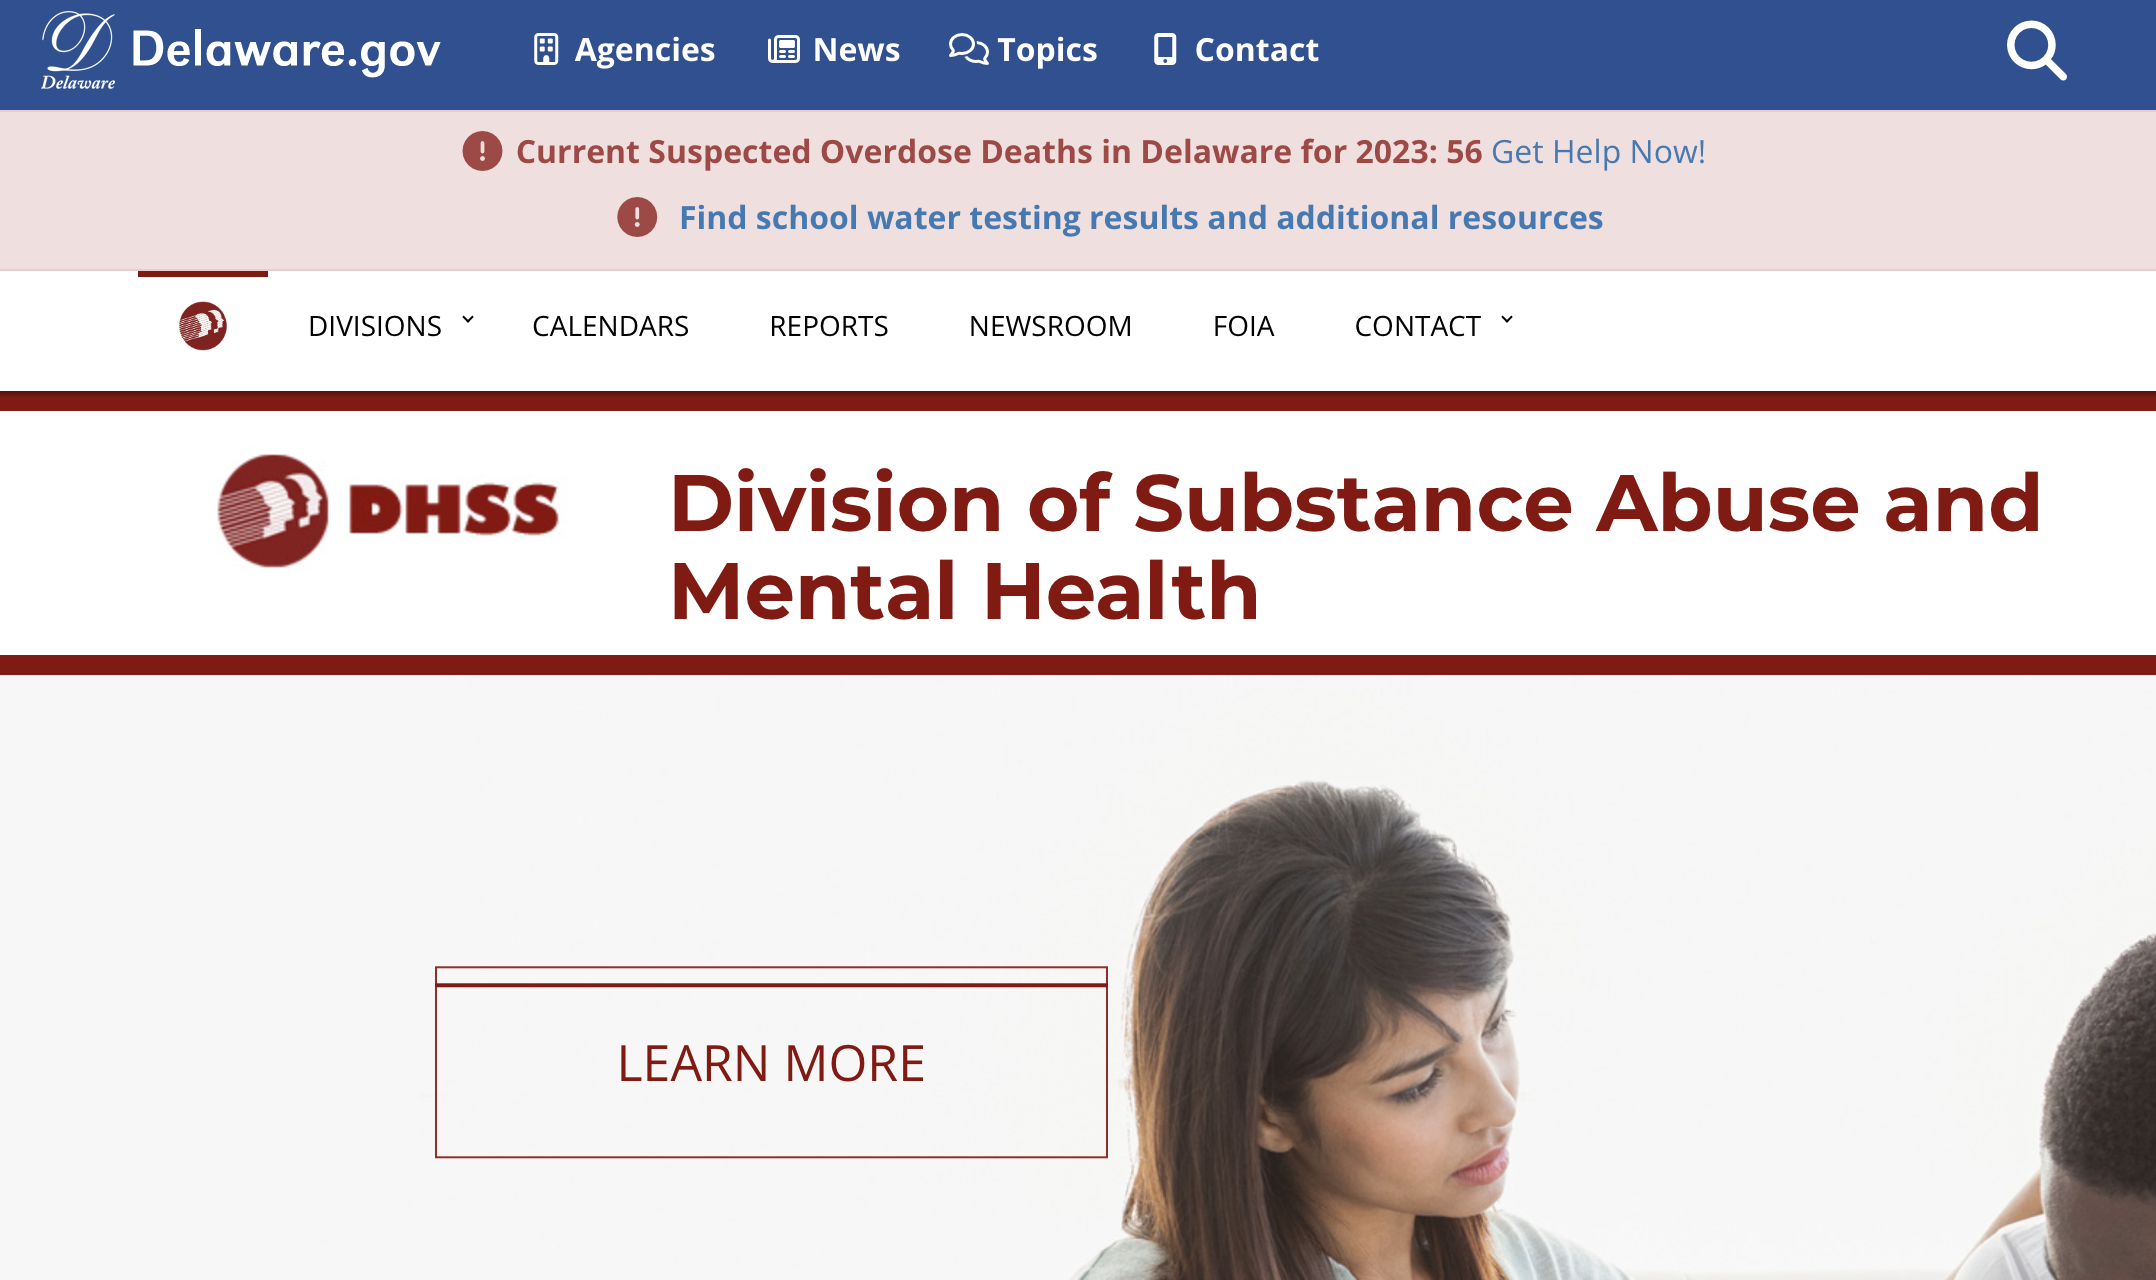 Delaware
Delaware.gov
Agencies
News
Topics
Contact
Current Suspected Overdose Deaths in Delaware for 2023: 56 Get Help Now!
Find school water testing results and additional resources
DIVISIONS
CALENDARS
REPORTS
NEWSROOM
FOIA
CONTACT
DHSS
Division of Substance Abuse and
Mental Health
LEARN MORE